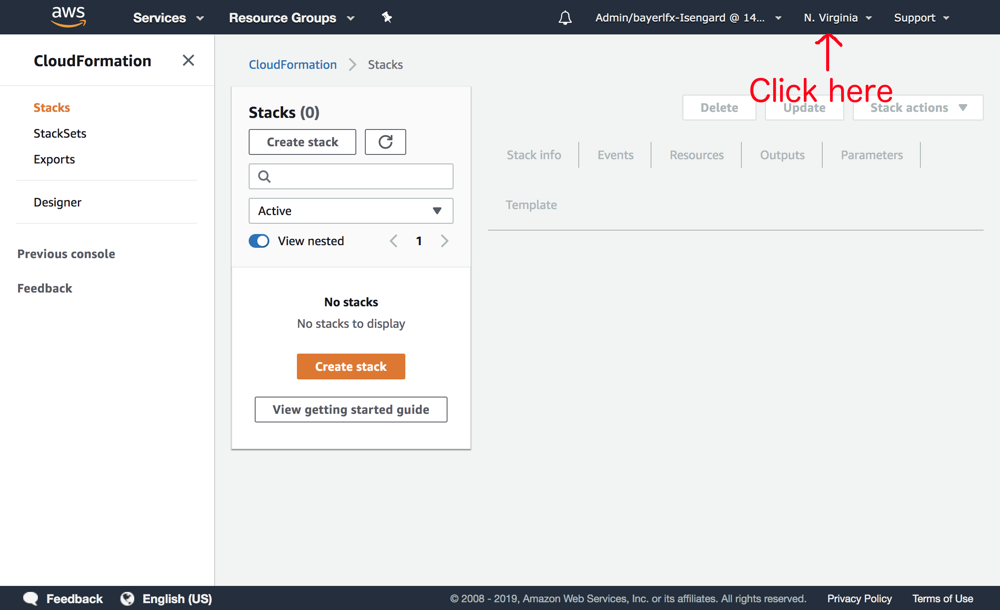 aws Services Resource Groups Admin/bayerlfx-Isengard @ 14... N. Virginia Support
CloudFormation
Stacks
StackSets
Exports
Designer
Previous console
Feedback
CloudFormation Stacks
Click here
Stacks (0)
Create stack
Active
View nested 1
No stacks
No stacks to display
Create stack
View getting started guide
Delete Update Stack actions
Stack info Events Resources Outputs Parameters
Template
Feedback English (US) © 2008 - 2019, Amazon Web Services, Inc. or its affiliates. All rights reserved. Privacy Policy Terms of Use